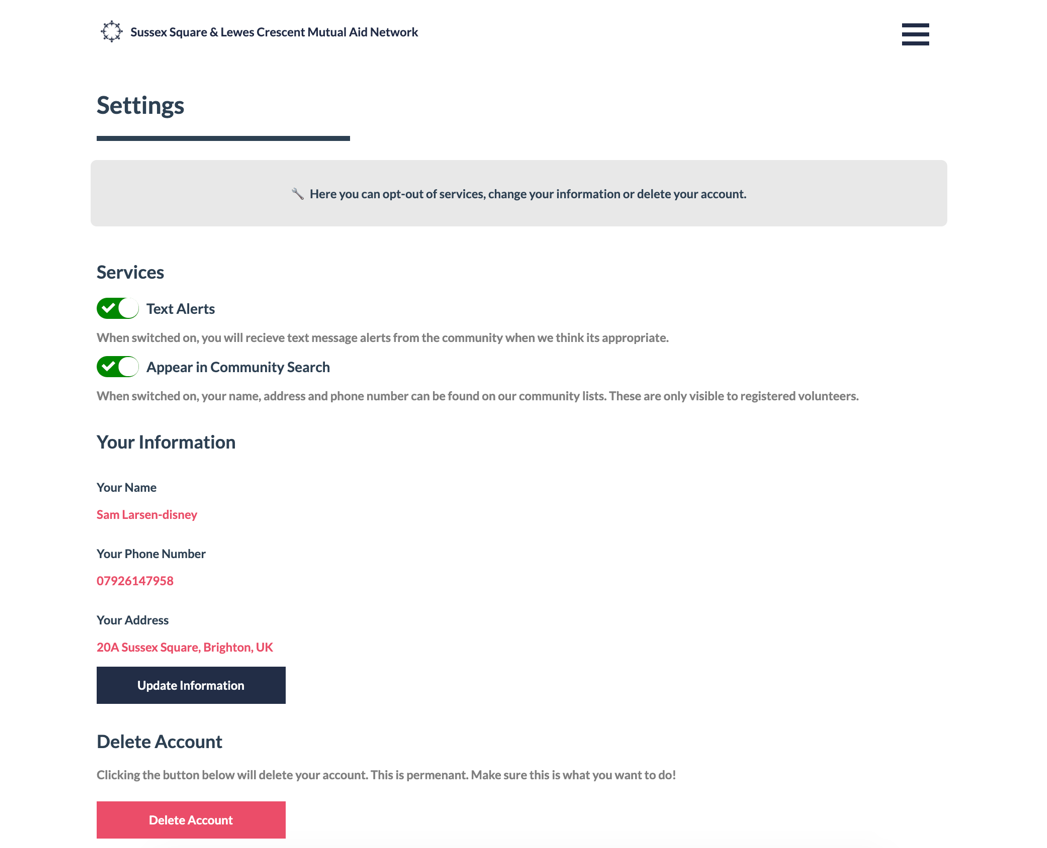 Sussex Square & Lewes Crescent Mutual Aid Network
Settings
Here you can opt-out of services, change your information or delete your account.
Services
Text Alerts
When switched on, you will recieve text message alerts from the community when we think its appropriate.
Appear in Community Search
When switched on, your name, address and phone number can be found on our community lists. These are only visible to registered volunteers.
Your Information
Your Name
Sam Larsen-disney
Your Phone Number
07926147958
Your Address
20A Sussex Square, Brighton, UK
Update Information
Delete Account
Clicking the button below will delete your account. This is permenant. Make sure this is what you want to do!
Delete Account